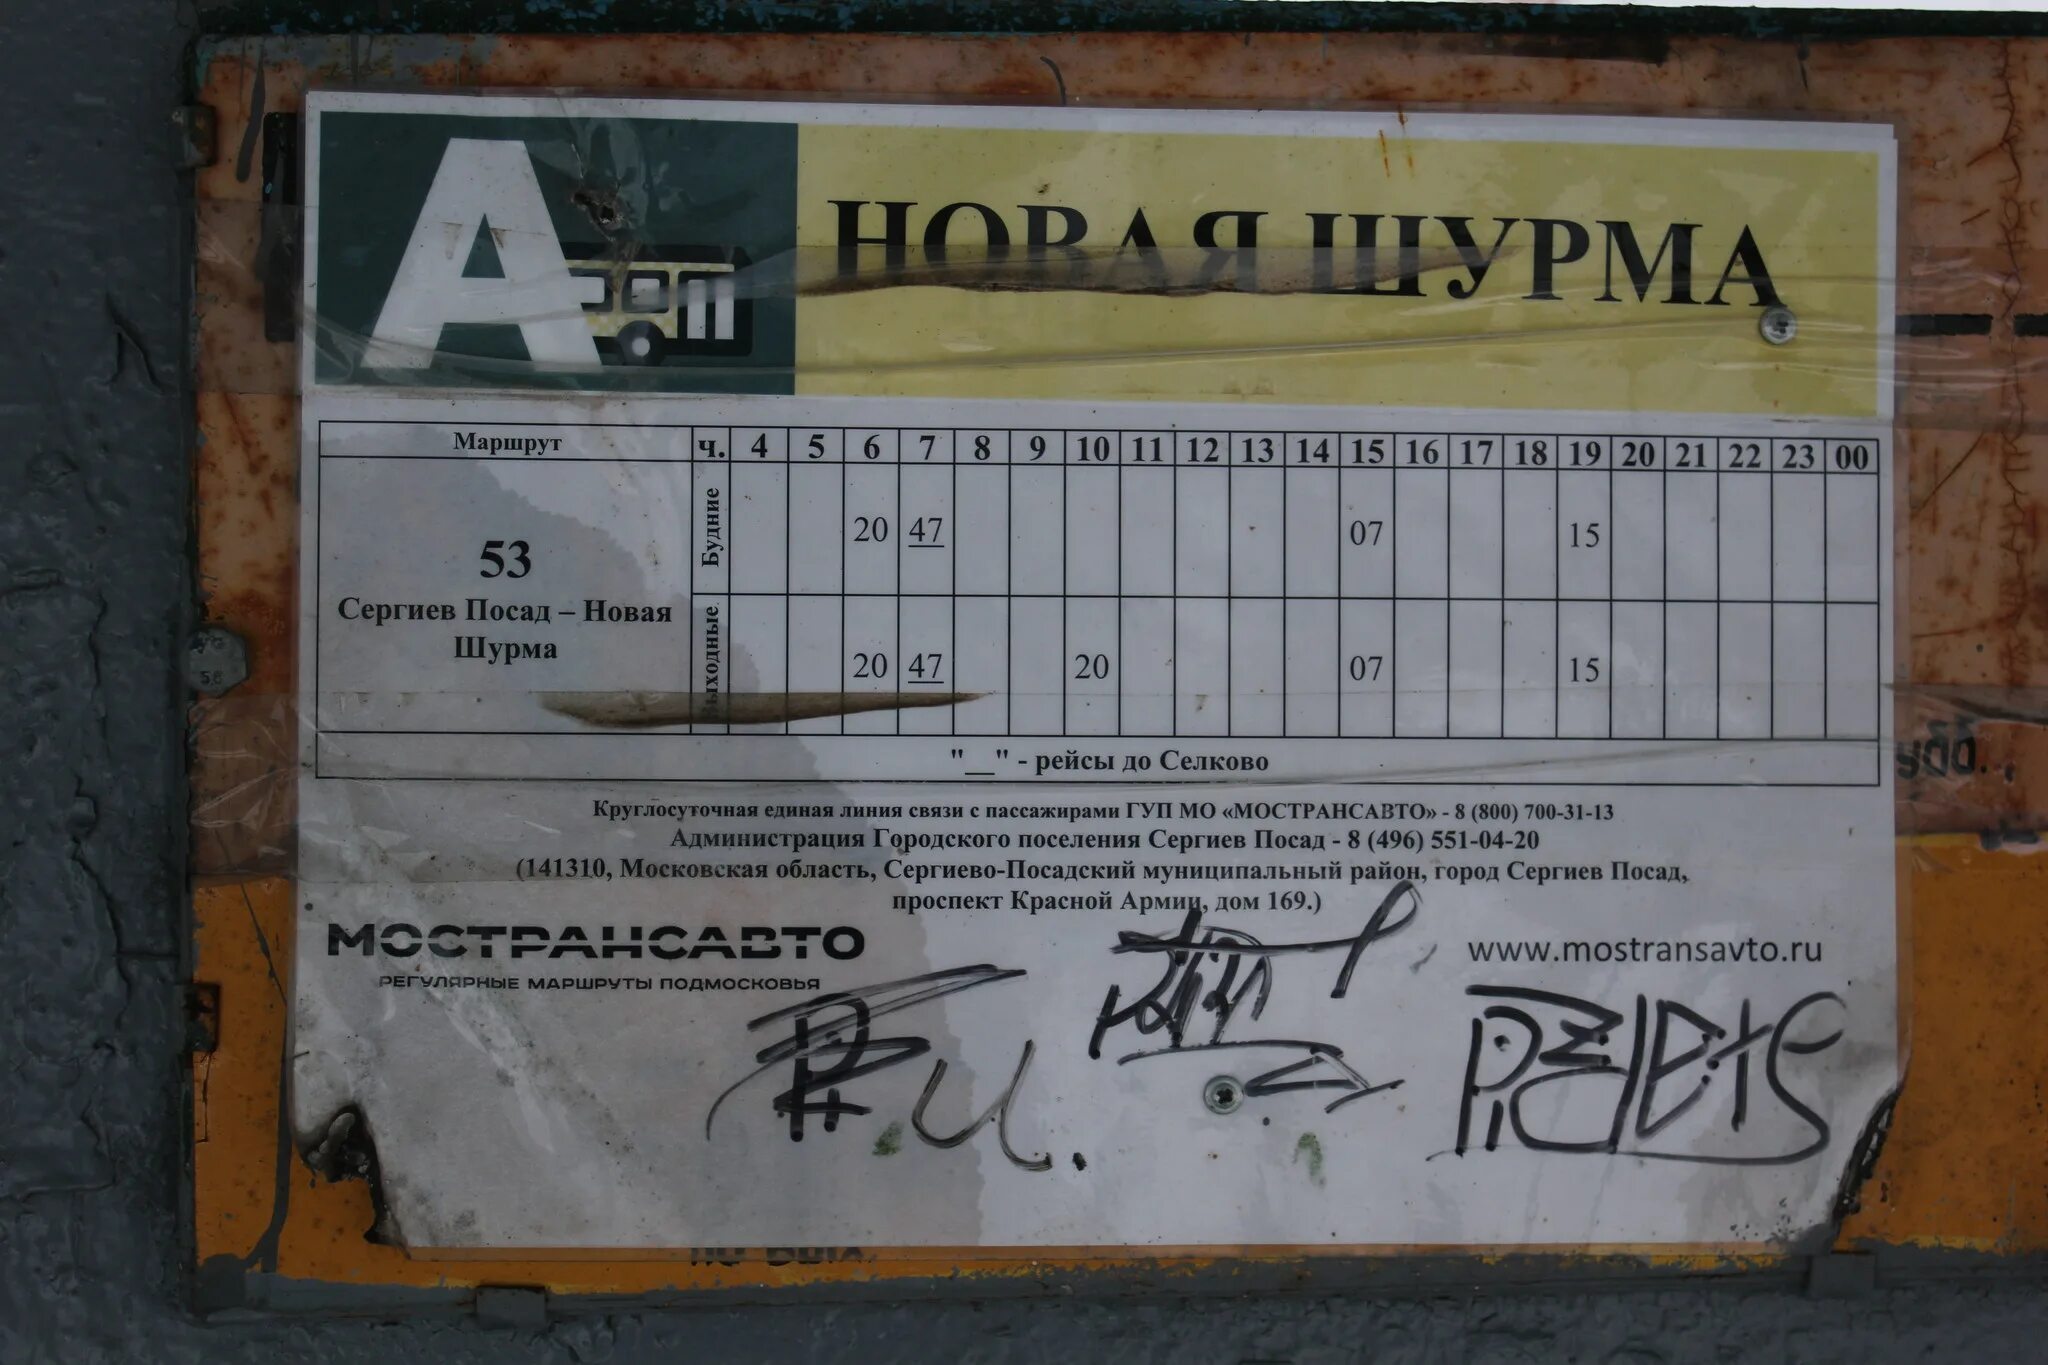 А
НОВАЯ ШУРМА
Маршрут ч. 4 5 6 7 8 9 10 11 12 13 14 15 16 17 18 19 20 21 22 23 00
53
Сергиев Посад – Новая
Шурма
Будние 20 47 07 15
Выходные 20 47 10 20 07 15
"__" - рейсы до Селково
Круглосуточная единая линия связи с пассажирами ГУП МО «МОСТРАНСАВТО» - 8 (800) 700-31-13
Администрация Городского поселения Сергиев Посад - 8 (496) 551-04-20
(141310, Московская область, Сергиево-Посадский муниципальный район, город Сергиев Посад,
проспект Красной Армии, дом 169.)
МОСТРАНСАВТО
РЕГУЛЯРНЫЕ МАРШРУТЫ ПОДМОСКОВЬЯ
www.mostransavto.ru